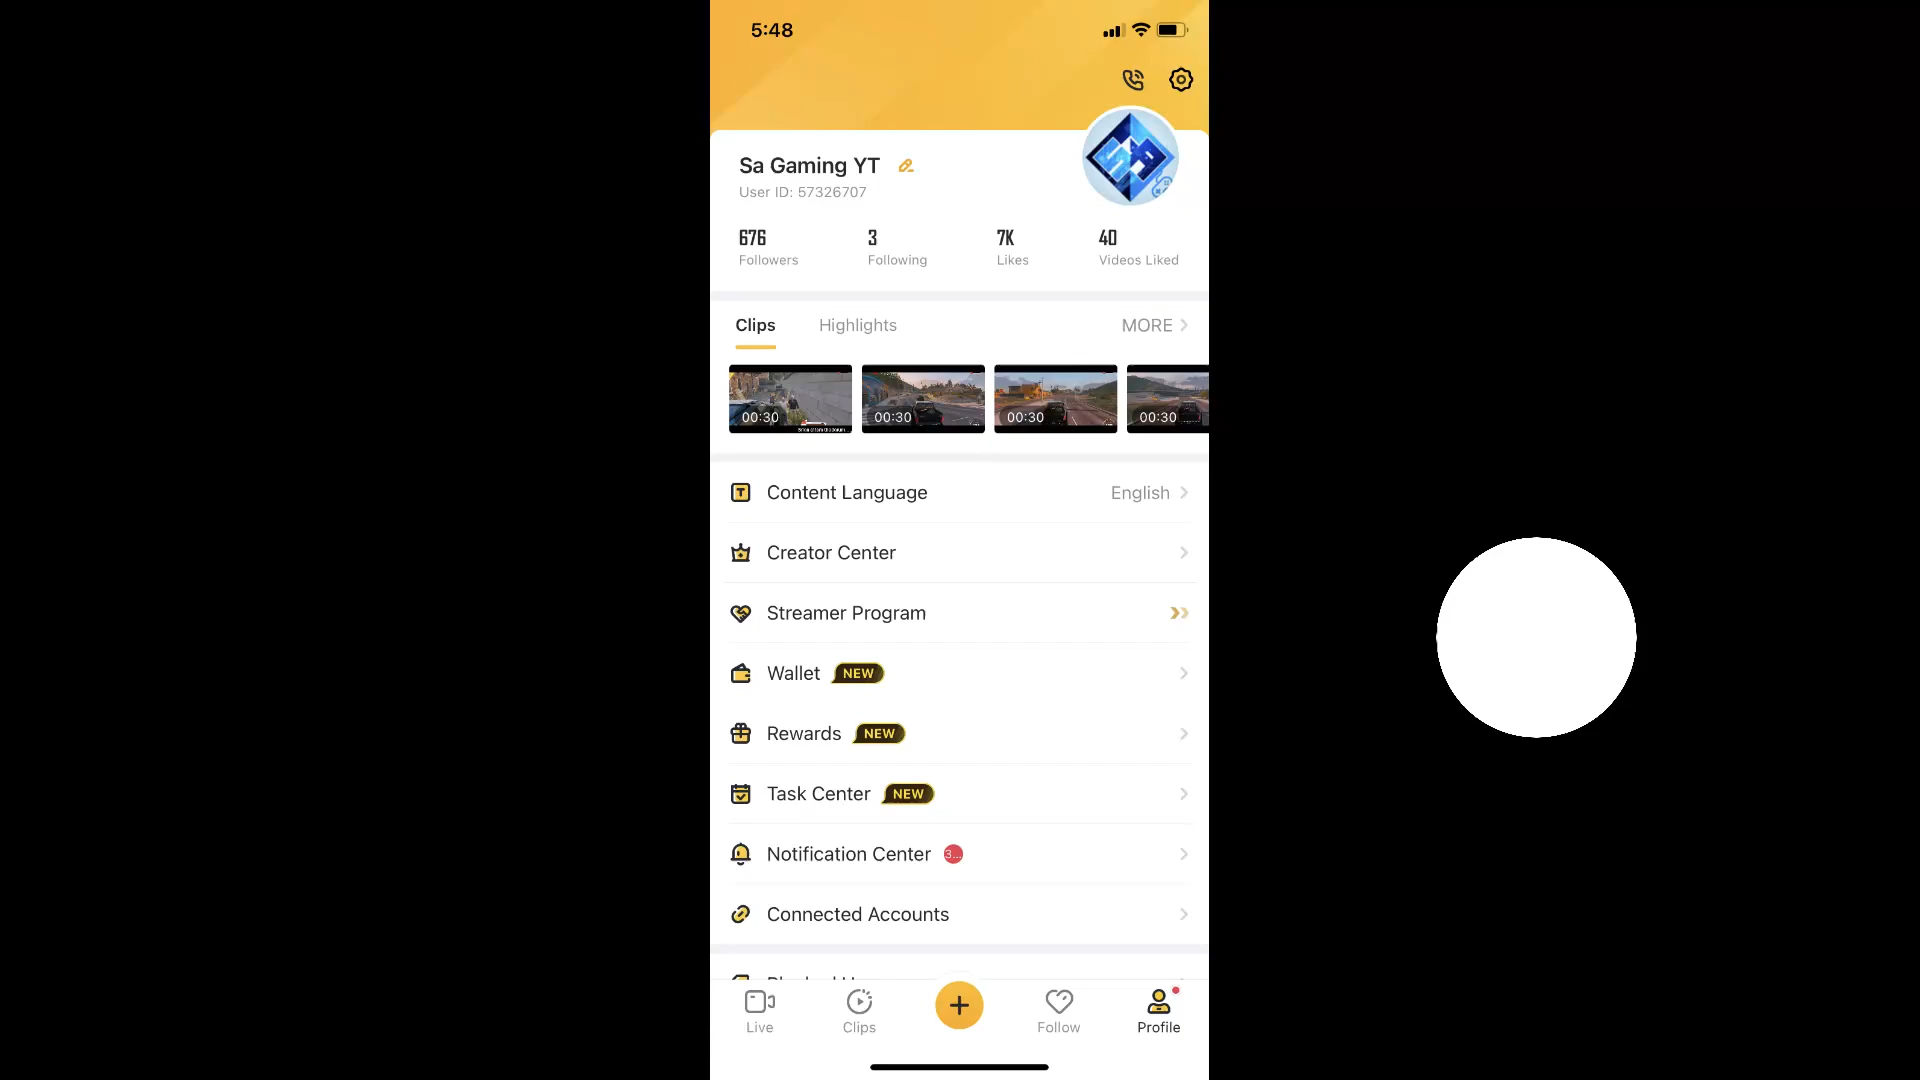 5:48
Sa Gaming YT
User ID: 57326707
676 3 7K 40
Followers Following Likes Videos Liked
Clips Highlights MORE
00:30 00:30 00:30 00:30
Content Language English
Creator Center
Streamer Program
Wallet NEW
Rewards NEW
Task Center NEW
Notification Center 3...
Connected Accounts
Live Clips Follow Profile